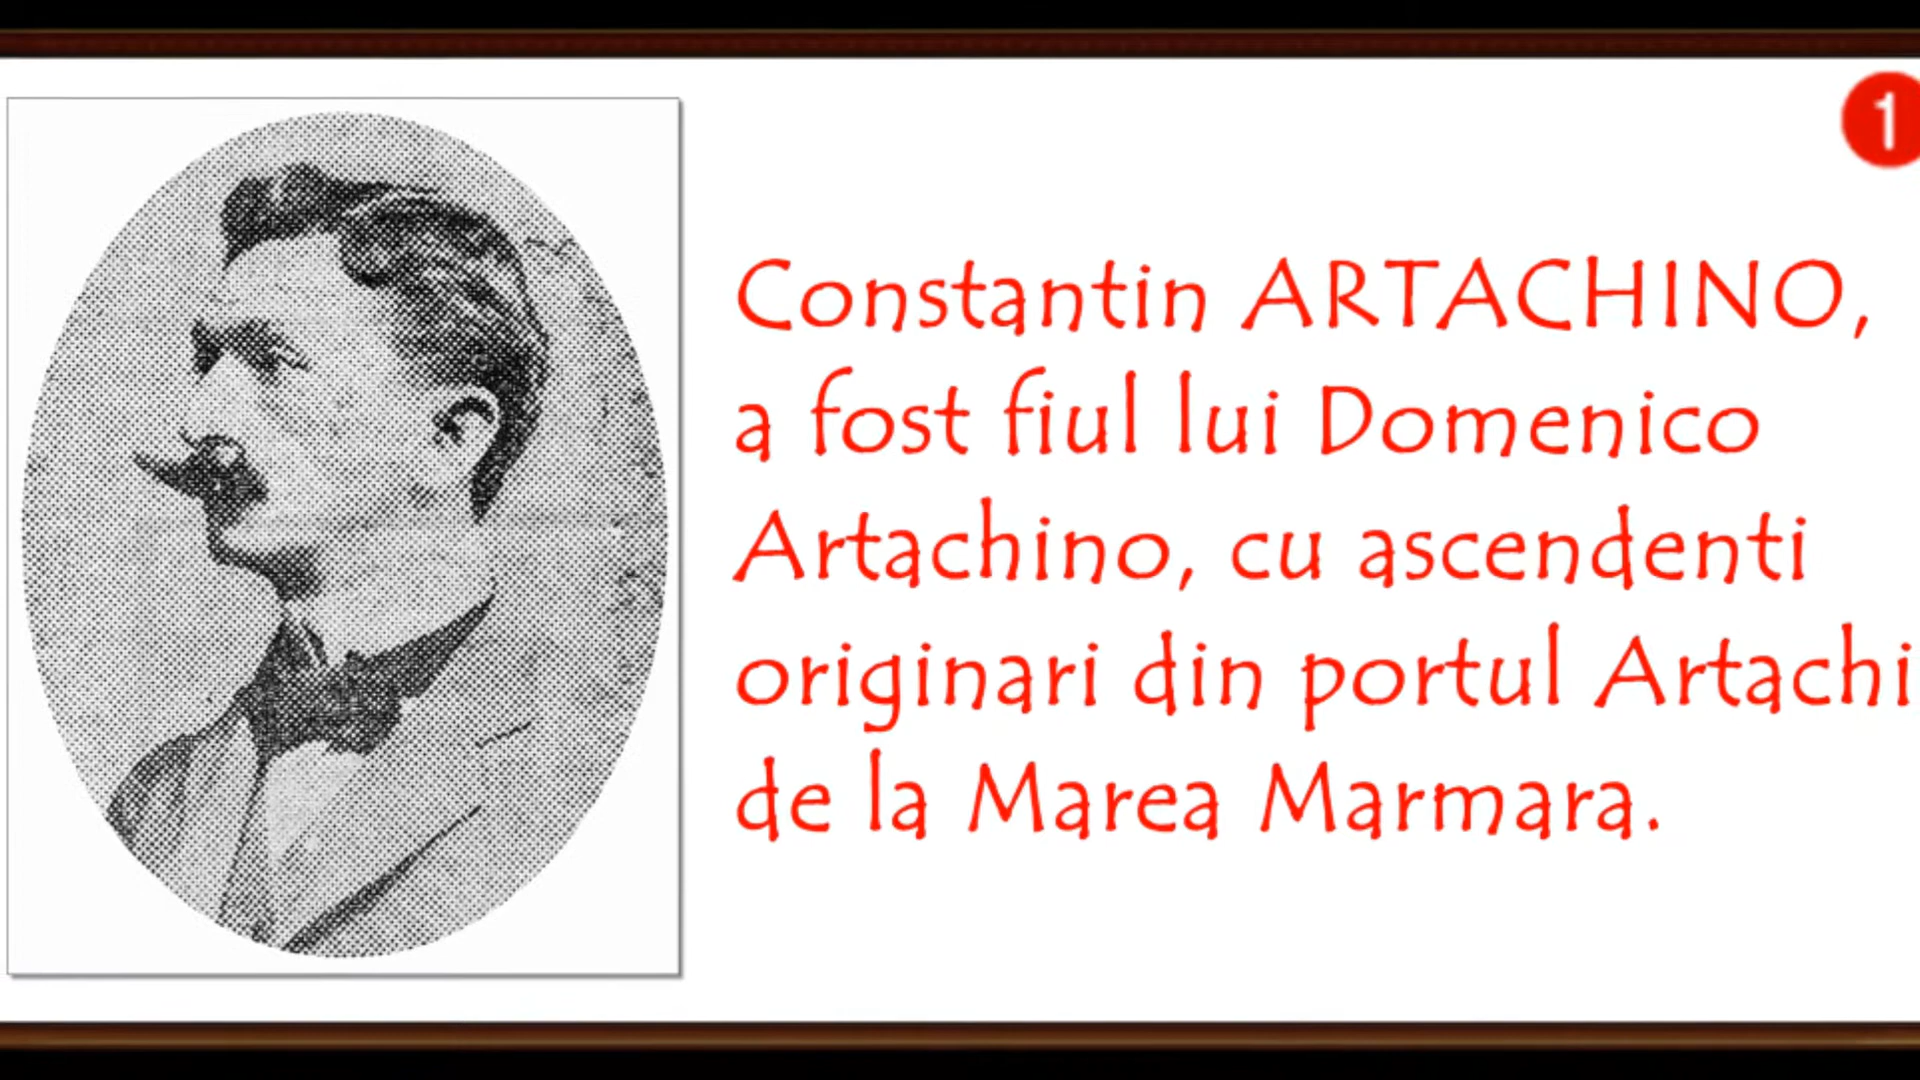 1
Constantin ARTACHINO,
a fost fiul lui Domenico
Artachino, cu ascendenti
originari din portul Artachi
de la Marea Marmara.